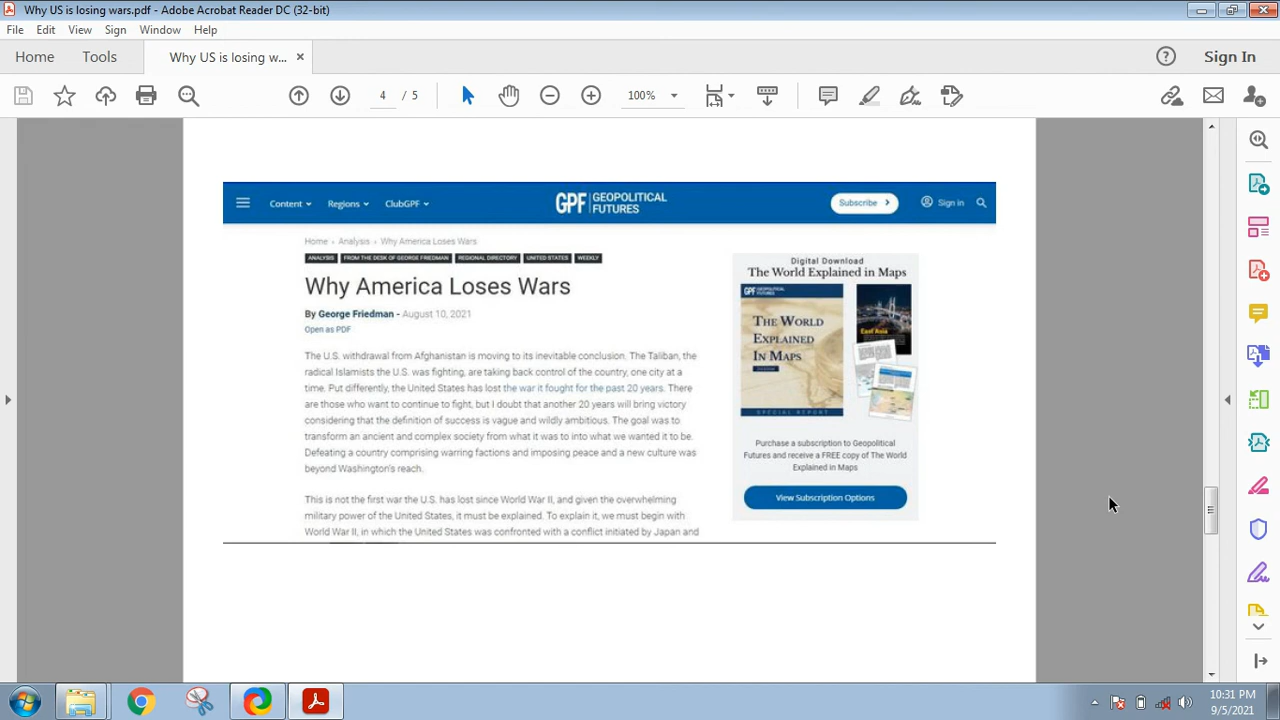 Why US is losing wars.pdf - Adobe Acrobat Reader DC (32-bit)
File Edit View Sign Window Help
Home Tools Why US is losing w... × ? Sign In
4 / 5 100%
GPF | GEOPOLITICAL FUTURES
Content Regions ClubGPF Subscribe > Sign in
Home › Analysis › Why America Loses Wars
ANALYSIS FROM THE DESK OF GEORGE FRIEDMAN REGIONAL DIRECTORY UNITED STATES WEEKLY
Why America Loses Wars
By George Friedman - August 10, 2021
Open as PDF
The U.S. withdrawal from Afghanistan is moving to its inevitable conclusion. The Taliban, the
radical Islamists the U.S. was fighting, are taking back control of the country, one city at a
time. Put differently, the United States has lost the war it fought for the past 20 years. There
are those who want to continue to fight, but I doubt that another 20 years will bring victory
considering that the definition of success is vague and wildly ambitious. The goal was to
transform an ancient and complex society from what it was to into what we wanted it to be.
Defeating a country comprising warring factions and imposing peace and a new culture was
beyond Washington's reach.
This is not the first war the U.S. has lost since World War II, and given the overwhelming
military power of the United States, it must be explained. To explain it, we must begin with
World War II, in which the United States was confronted with a conflict initiated by Japan and
Digital Download
The World Explained in Maps
GPF GEOPOLITICAL FUTURES
THE WORLD
EXPLAINED
IN MAPS
SPECIAL REPORT
East Asia
Purchase a subscription to Geopolitical
Futures and receive a FREE copy of The World
Explained in Maps
View Subscription Options
10:31 PM
9/5/2021